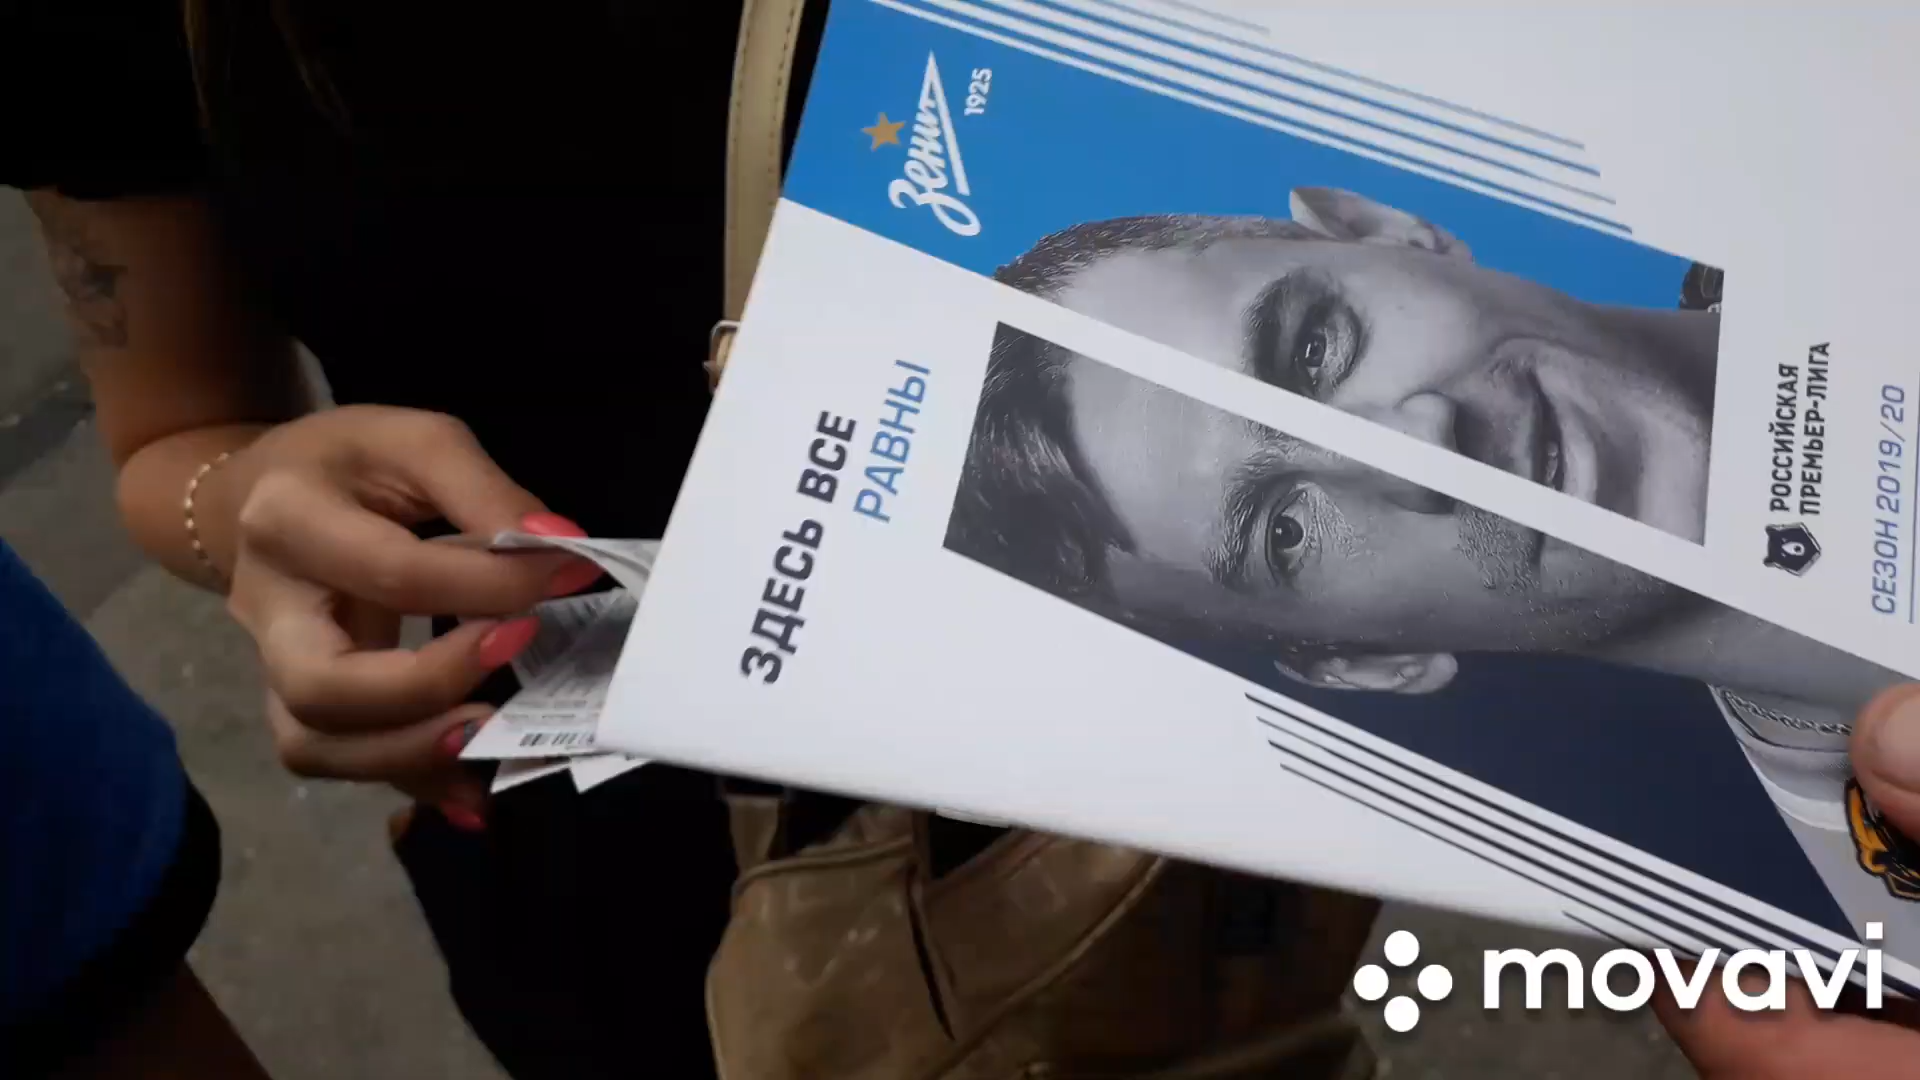 Зенит
1925
ЗДЕСЬ ВСЕ
РАВНЫ
РОССИЙСКАЯ
ПРЕМЬЕР-ЛИГА
СЕЗОН 2019/20
movavi